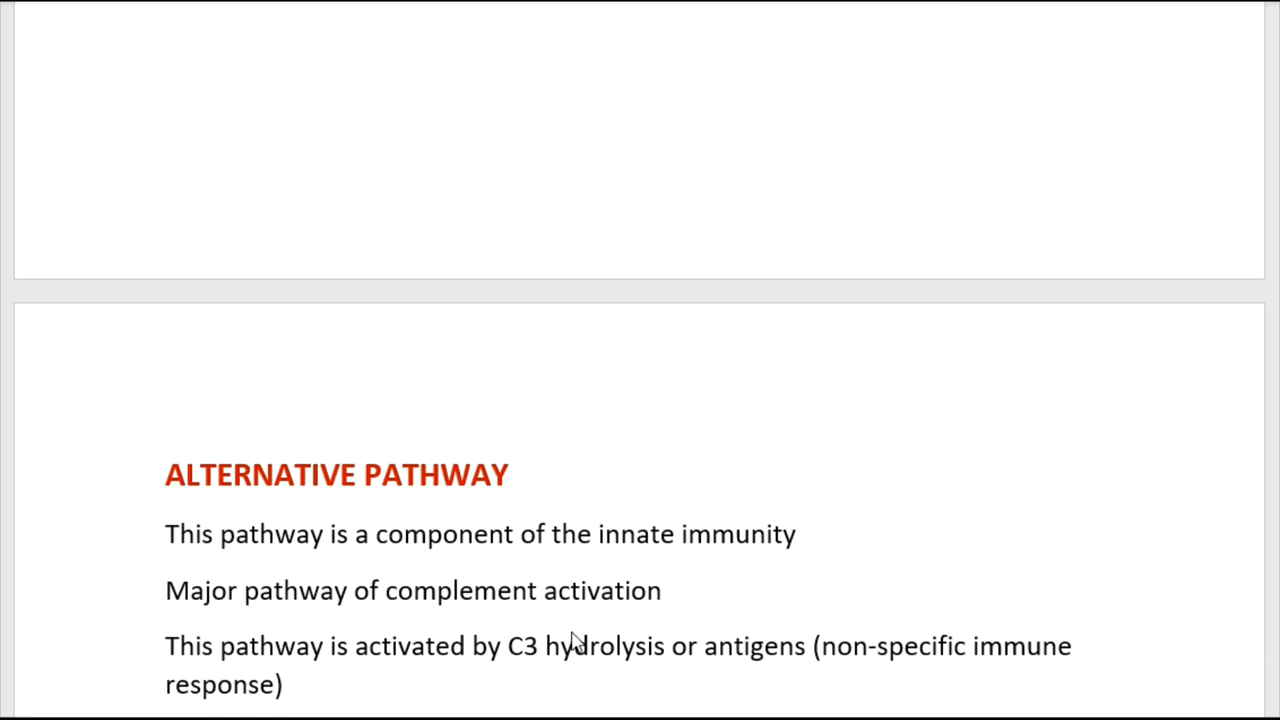 ALTERNATIVE PATHWAY
This pathway is a component of the innate immunity
Major pathway of complement activation
This pathway is activated by C3 hydrolysis or antigens (non-specific immune
response)